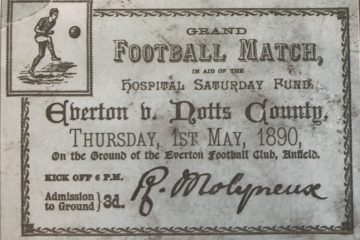 GRAND
FOOTBALL MATCH,
IN AID OF THE
HOSPITAL SATURDAY FUND.
Everton v. Notts County.
THURSDAY, 1ST MAY, 1890,
On the Ground of the Everton Football Club, Anfield.
KICK OFF 6 P.M.
Admission to Ground } 3d. R. Molyneux